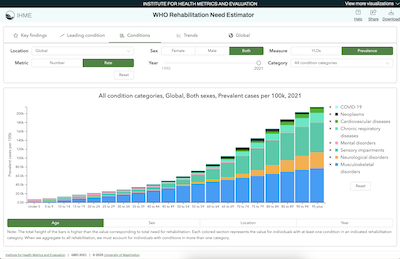 INSTITUTE FOR HEALTH METRICS AND EVALUATION
View more visualizations
IHME
WHO Rehabilitation Need Estimator
Help Share Download
Key findings
Leading condition
Conditions
Trends
Global
Location Global
Sex Female Male Both
Measure YLDs Prevalence
Metric Number Rate
Year 1990 2021
Category All condition categories
Reset
All condition categories, Global, Both sexes, Prevalent cases per 100k, 2021
Prevalent cases per 100k
COVID-19
Neoplasms
Cardiovascular diseases
Chronic respiratory
diseases
Mental disorders
Sensory impairments
Neurological disorders
Musculoskeletal
disorders
Reset
Age Sex Location Year
Note: The total height of the bars is higher than the value corresponding to total need for rehabilitation. Each colored section represents the value for individuals with at least one condition in an indicated rehabilitation
category. When we aggregate to all rehabilitation, we must account for individuals with conditions in more than one category.
Institute for Health Metrics and Evaluation
University of Washington